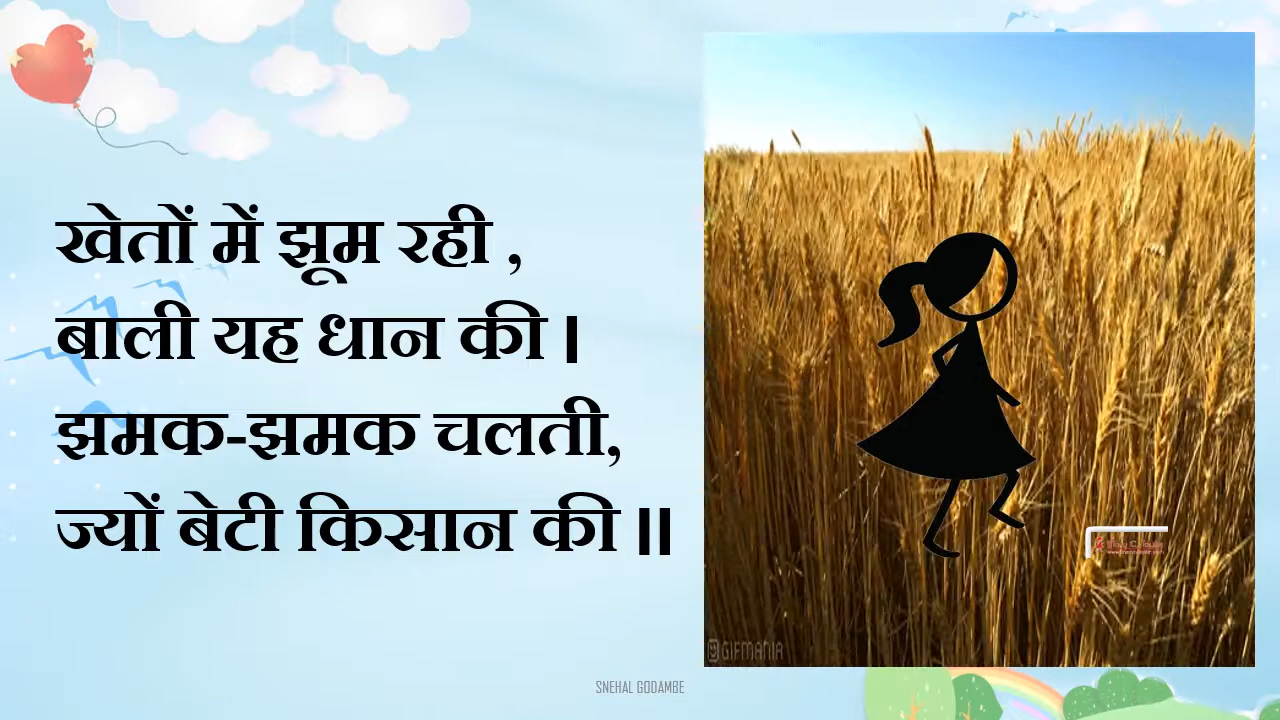 खेतों में झूम रही ,
बाली यह धान की ।
झमक-झमक चलती,
ज्यों बेटी किसान की ॥
GIFMANIA
SNEHAL GODAMBE